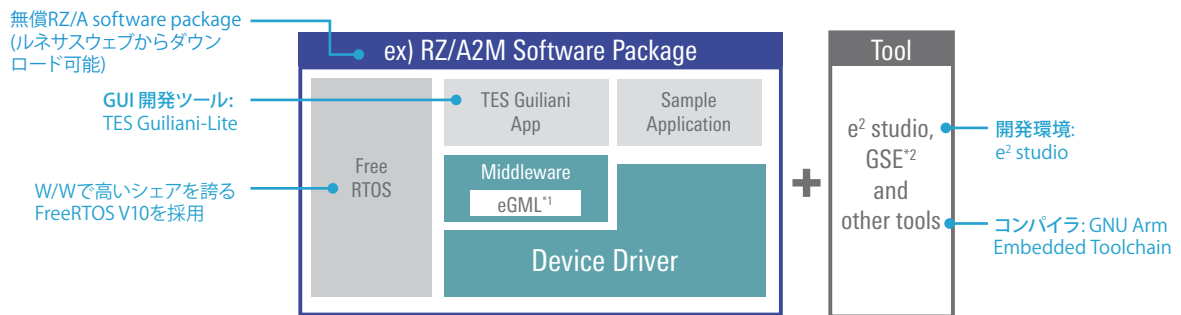 無償RZ/A software package
(ルネサスウェブからダウン
ロード可能)
GUI 開発ツール:
TES Guiliani-Lite
W/Wで高いシェアを誇る
FreeRTOS V10を採用
ex) RZ/A2M Software Package
Free
RTOS
TES Guiliani
App
Sample
Application
Middleware
eGML*1
Device Driver
+
Tool
e² studio,
GSE*2
and
other tools
開発環境:
e² studio
コンパイラ: GNU Arm
Embedded Toolchain